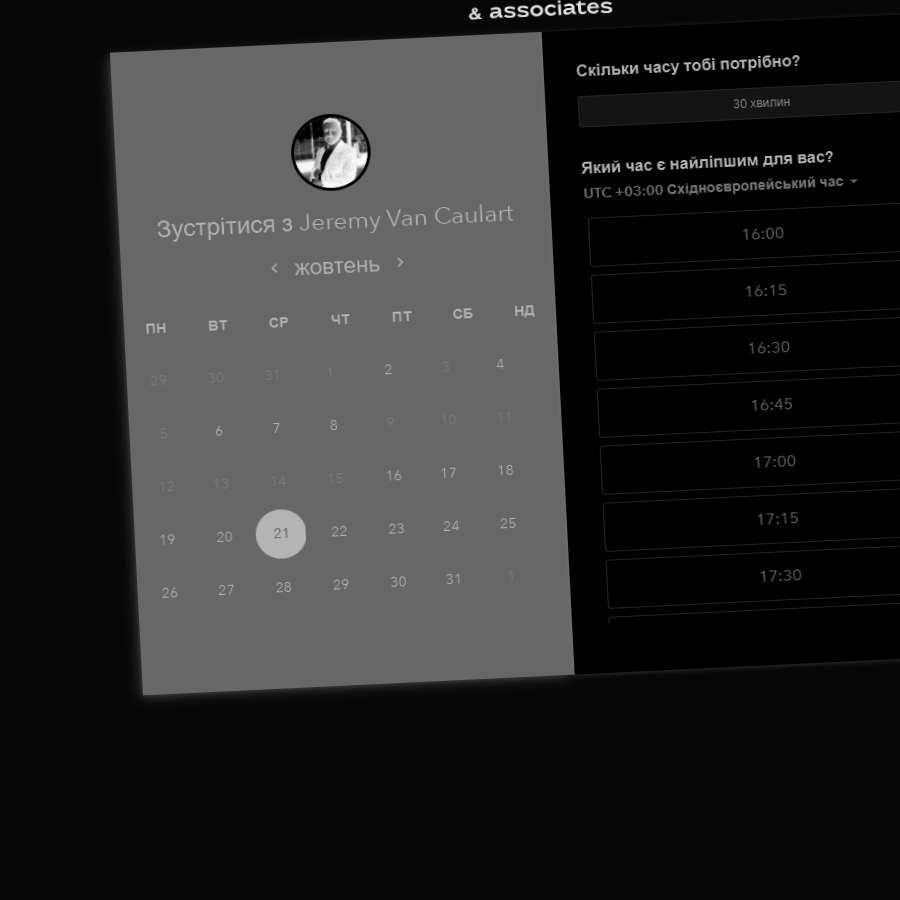 & associates
Зустрітися з Jeremy Van Caulart
жовтень
ПН ВТ СР ЧТ ПТ СБ НД
29 30 31 1 2 3 4
5 6 7 8 9 10 11
12 13 14 15 16 17 18
19 20 21 22 23 24 25
26 27 28 29 30 31 1
Скільки часу тобі потрібно?
30 хвилин
Який час є найліпшим для вас?
UTC +03:00 Східноєвропейський час
16:00
16:15
16:30
16:45
17:00
17:15
17:30